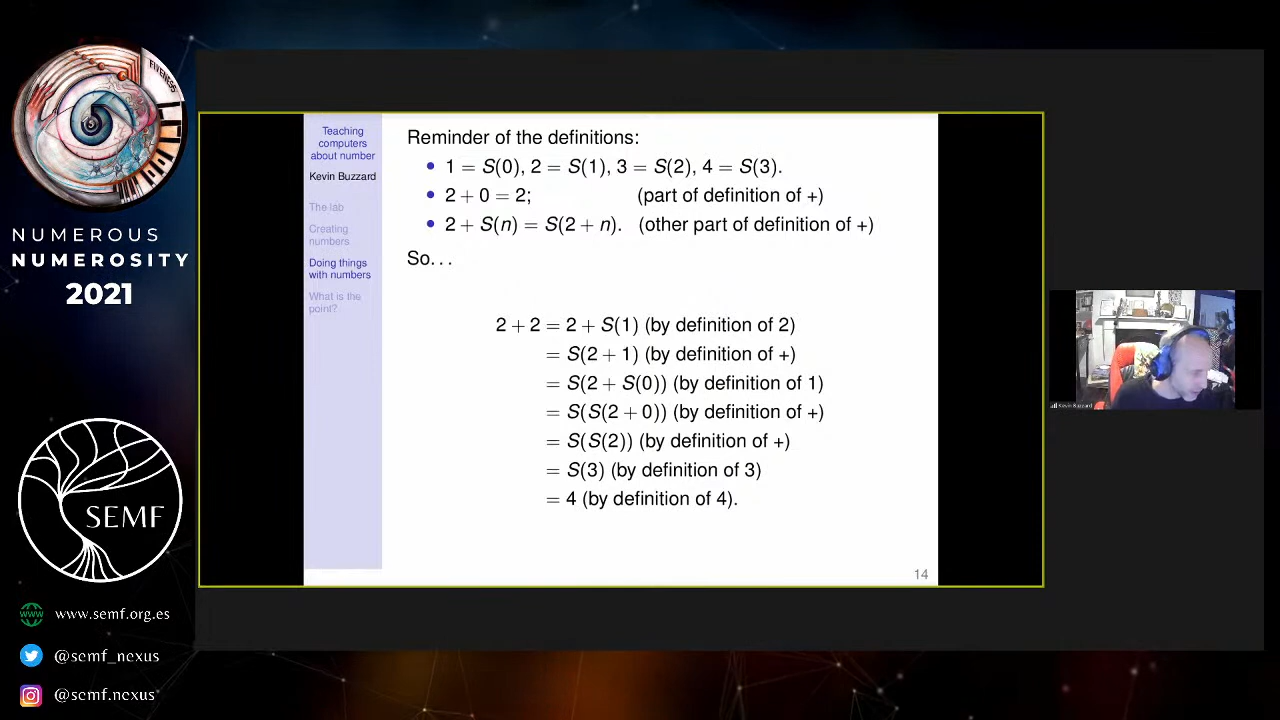 FIVENESS
NUMEROUS
NUMEROSITY
2021
SEMF
www.semf.org.es
@semf_nexus
@semf.nexus
Teaching
computers
about number
Kevin Buzzard
The lab
Creating
numbers
Doing things
with numbers
What is the
point?
Reminder of the definitions:
• 1 = S(0), 2 = S(1), 3 = S(2), 4 = S(3).
• 2 + 0 = 2; (part of definition of +)
• 2 + S(n) = S(2 + n). (other part of definition of +)
So...
2 + 2 = 2 + S(1) (by definition of 2)
= S(2 + 1) (by definition of +)
= S(2 + S(0)) (by definition of 1)
= S(S(2 + 0)) (by definition of +)
= S(S(2)) (by definition of +)
= S(3) (by definition of 3)
= 4 (by definition of 4).
14
Kevin Buzzard